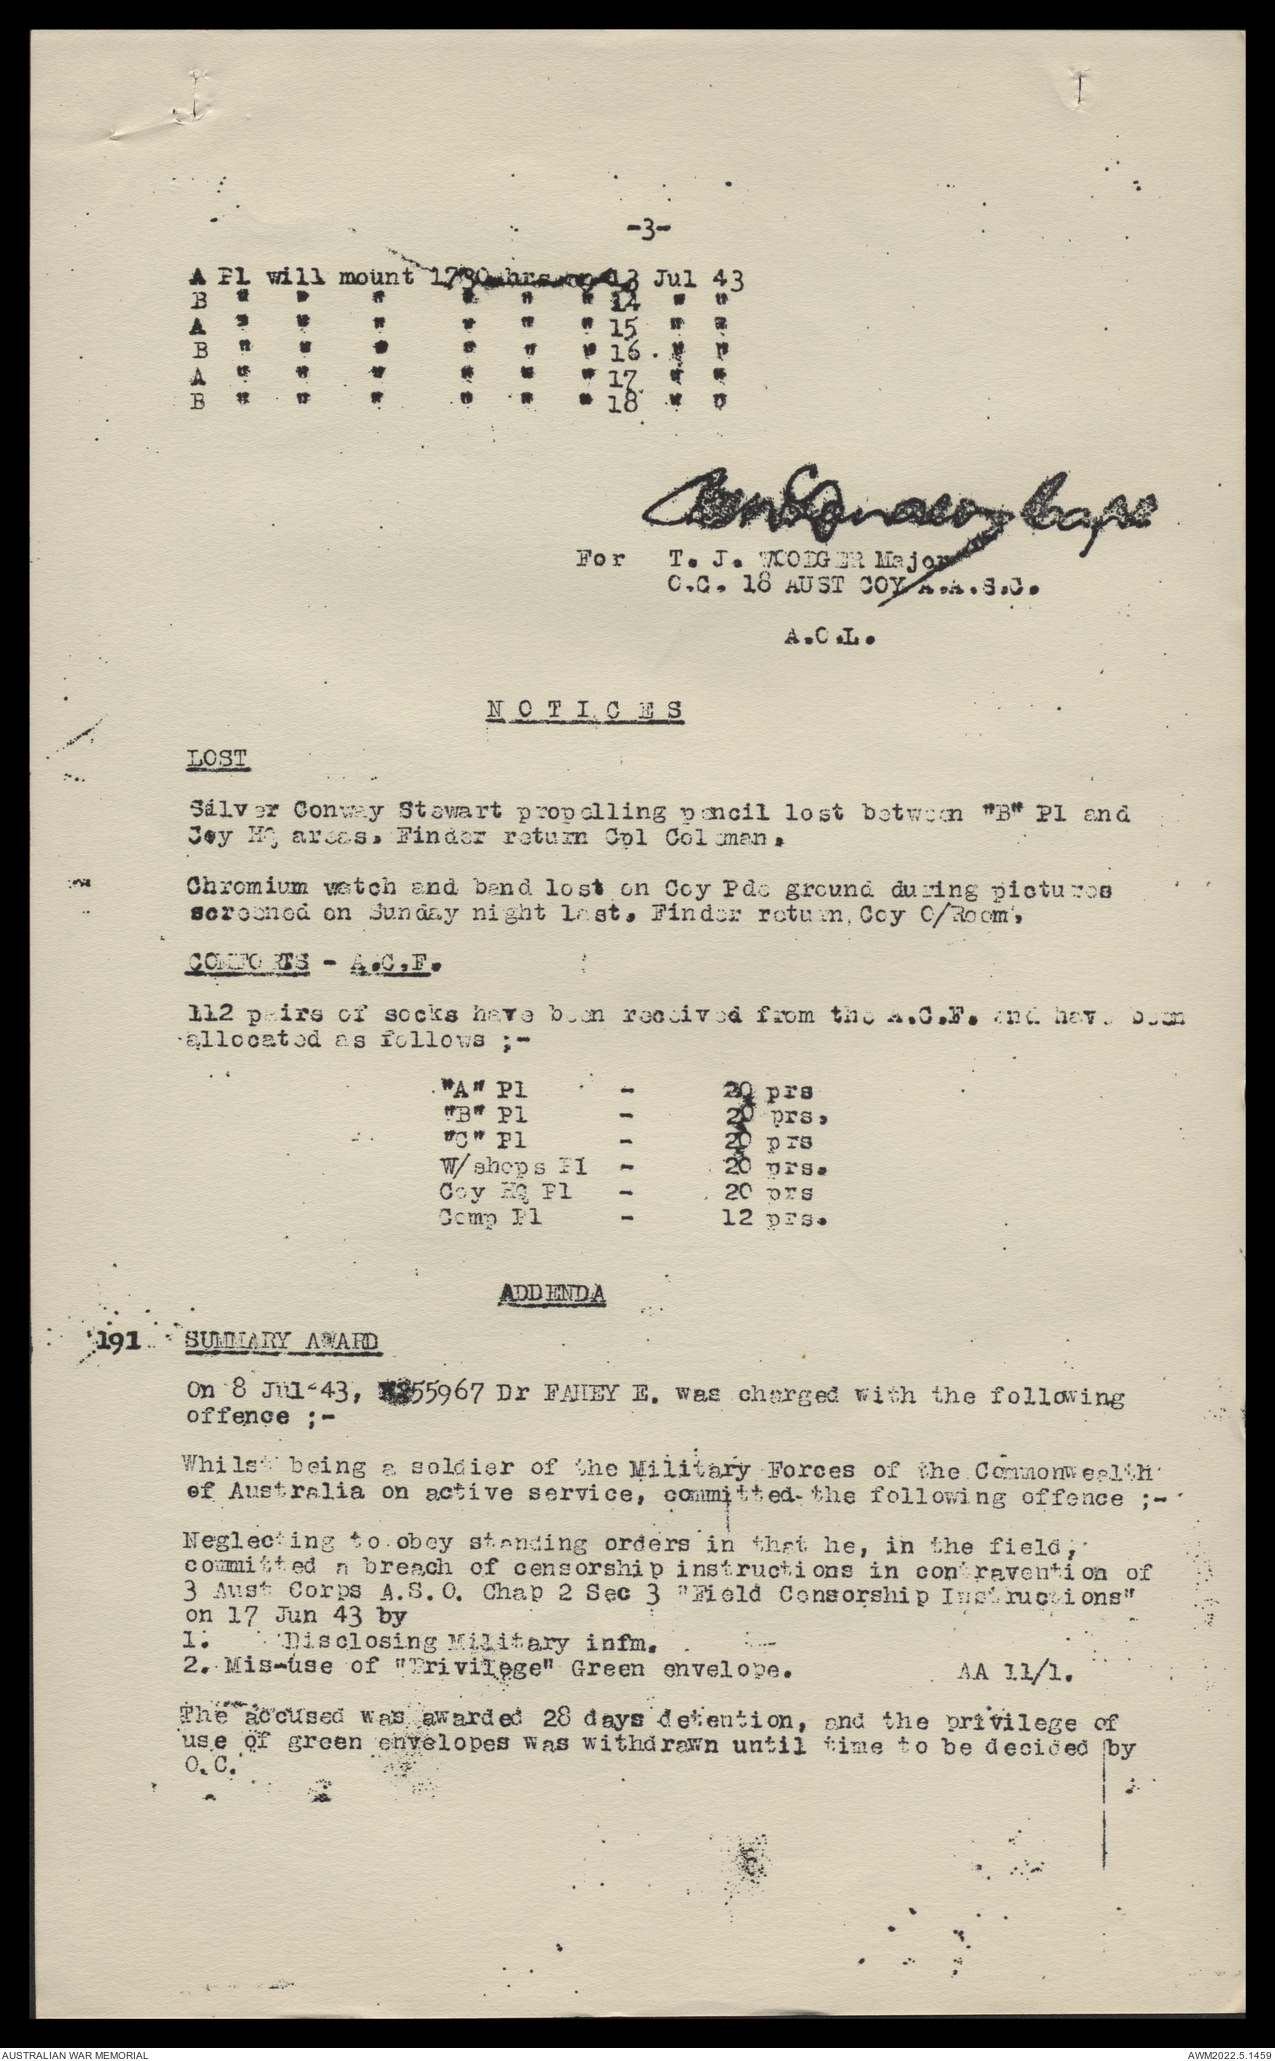 -3-
A Pl will mount 1730 hrs on 13 Jul 43
B " " " " " " 14 " "
A " " " " " " 15 " "
B " " " " " " 16 " "
A " " " " " " 17 " "
B " " " " " " 18 " "
Capt
For T. J. WOODGER Major
O.C. 18 AUST COY A.A.S.C.
A.O.L.
NOTICES
LOST
Silver Conway Stewart propelling pencil lost between "B" Pl and
Coy HQ areas. Finder return Cpl Coleman.
Chromium watch and band lost on Coy Pde ground during pictures
screened on Sunday night last. Finder return Coy O/Room.
COMFORTS - A.C.F.
112 pairs of socks have been received from the A.C.F. and have been
allocated as follows ;-
"A" Pl - 20 prs
"B" Pl - 20 prs.
"C" Pl - 20 prs
W/shops Pl - 20 prs.
Coy HQ Pl - 20 prs
Comp Pl - 12 prs.
ADDENDA
191 SUMMARY AWARD
On 8 Jul 43, 55967 Dr FAHEY E. was charged with the following
offence ;-
Whilst being a soldier of the Military Forces of the Commonwealth
of Australia on active service, committed the following offence ;-
Neglecting to obey standing orders in that he, in the field,
committed a breach of censorship instructions in contravention of
3 Aust Corps A.S.O. Chap 2 Sec 3 "Field Censorship Instructions"
on 17 Jun 43 by
1. Disclosing Military infm.
2. Mis-use of "Privilege" Green envelope. AA 11/1.
The accused was awarded 28 days detention, and the privilege of
use of green envelopes was withdrawn until time to be decided by
O.C.
AUSTRALIAN WAR MEMORIAL AWM2022.5.1459